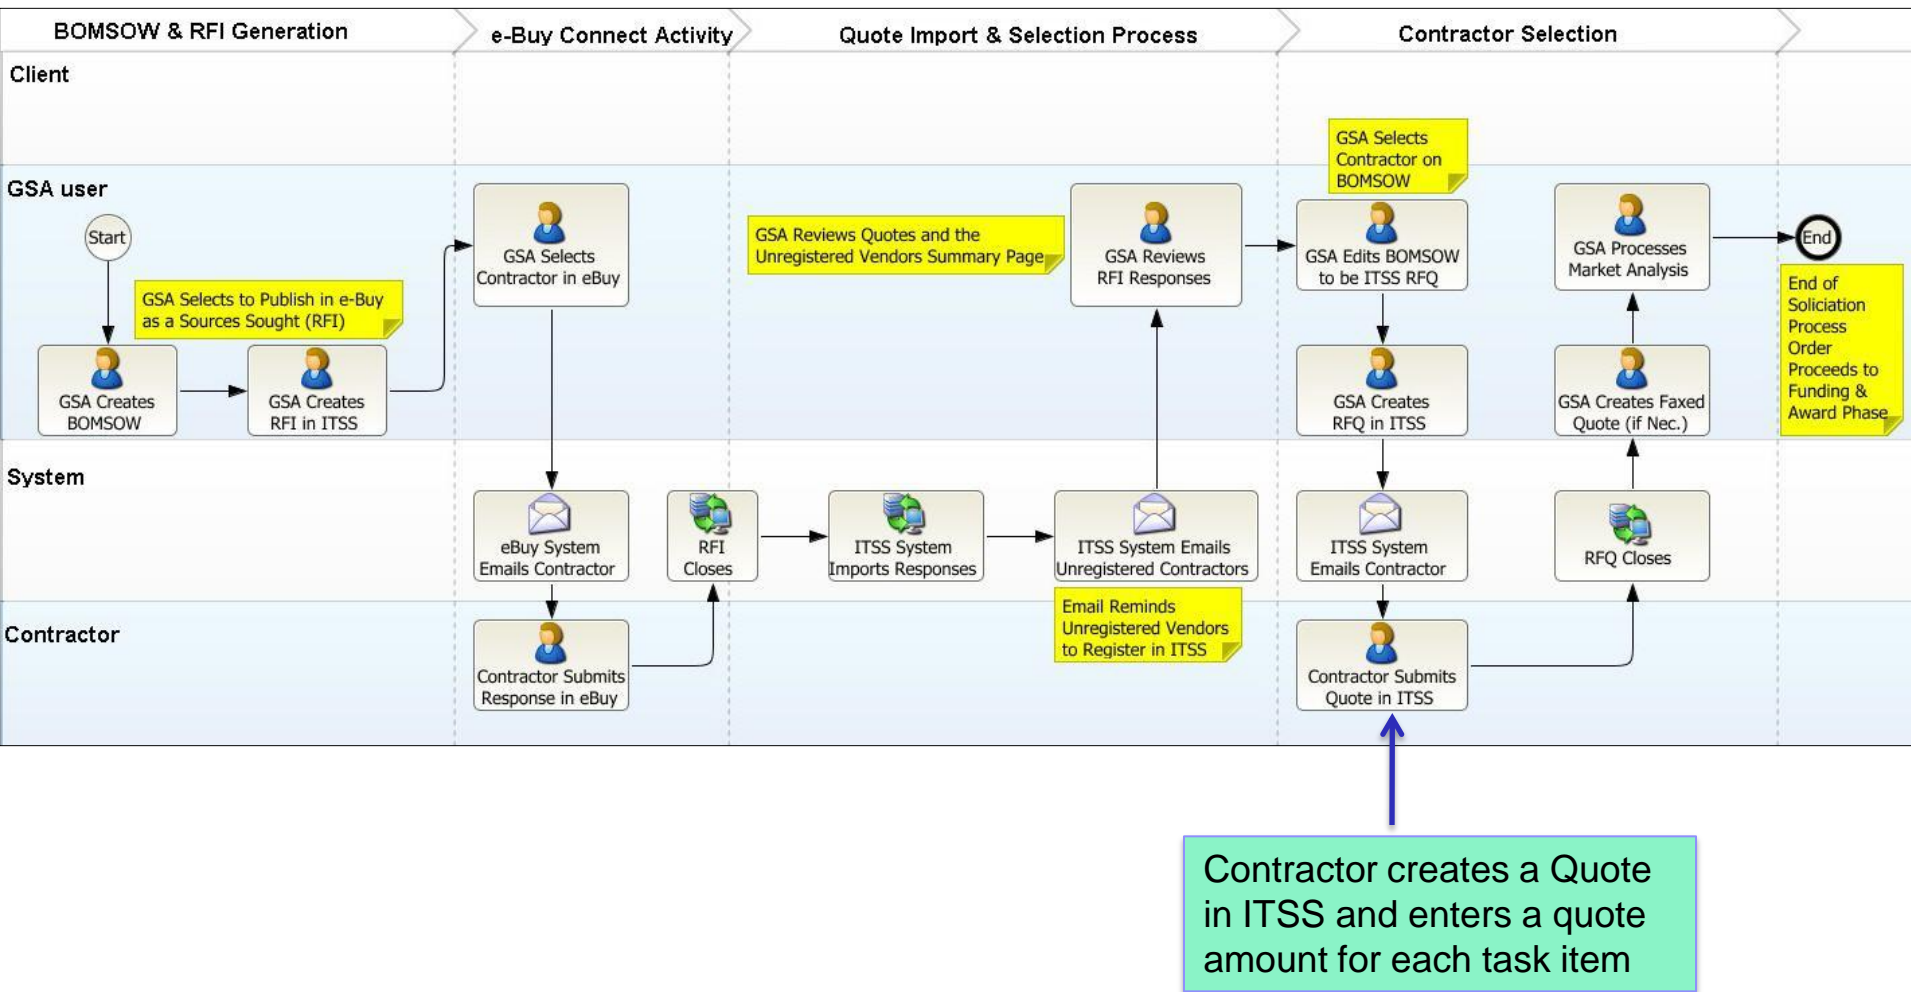 BOMSOW & RFI Generation
e-Buy Connect Activity
Quote Import & Selection Process
Contractor Selection
Client
GSA Selects
Contractor on
BOMSOW
GSA user
Start
GSA Selects to Publish in e-Buy
as a Sources Sought (RFI)
GSA Creates
BOMSOW
GSA Creates
RFI in ITSS
GSA Selects
Contractor in eBuy
GSA Reviews Quotes and the
Unregistered Vendors Summary Page
GSA Reviews
RFI Responses
GSA Edits BOMSOW
to be ITSS RFQ
GSA Creates
RFQ in ITSS
GSA Processes
Market Analysis
GSA Creates Faxed
Quote (if Nec.)
End
End of
Soliciation
Process
Order
Proceeds to
Funding &
Award Phase
System
eBuy System
Emails Contractor
RFI
Closes
ITSS System
Imports Responses
ITSS System Emails
Unregistered Contractors
ITSS System
Emails Contractor
RFQ Closes
Email Reminds
Unregistered Vendors
to Register in ITSS
Contractor
Contractor Submits
Response in eBuy
Contractor Submits
Quote in ITSS
Contractor creates a Quote
in ITSS and enters a quote
amount for each task item